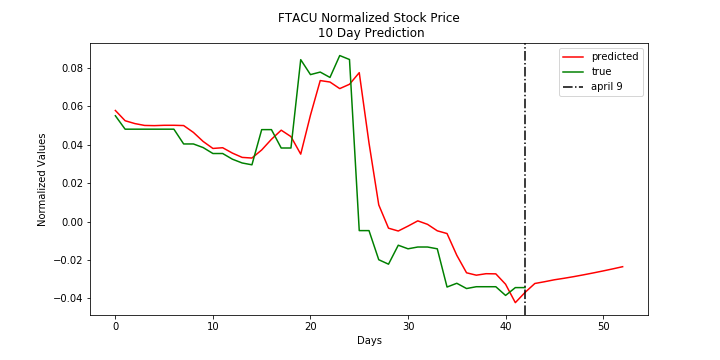 FTACU Normalized Stock Price
10 Day Prediction
predicted
true
april 9
Normalized Values
0.08
0.06
0.04
0.02
0.00
−0.02
−0.04
0
10
20
30
40
50
Days